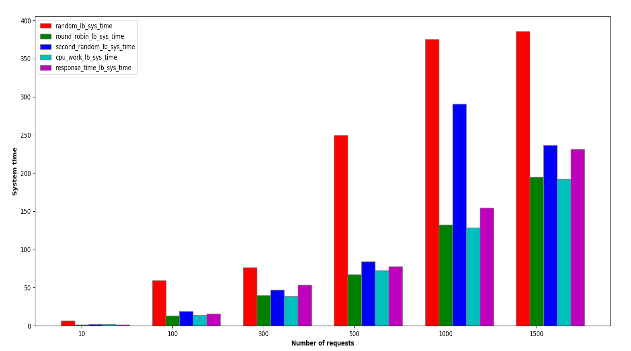 400
350
300
250
200
150
100
50
0
System time
random_lb_sys_time
round_robin_lb_sys_time
second_random_lb_sys_time
cpu_work_lb_sys_time
response_time_lb_sys_time
10 100 300 500 1000 1500
Number of requests